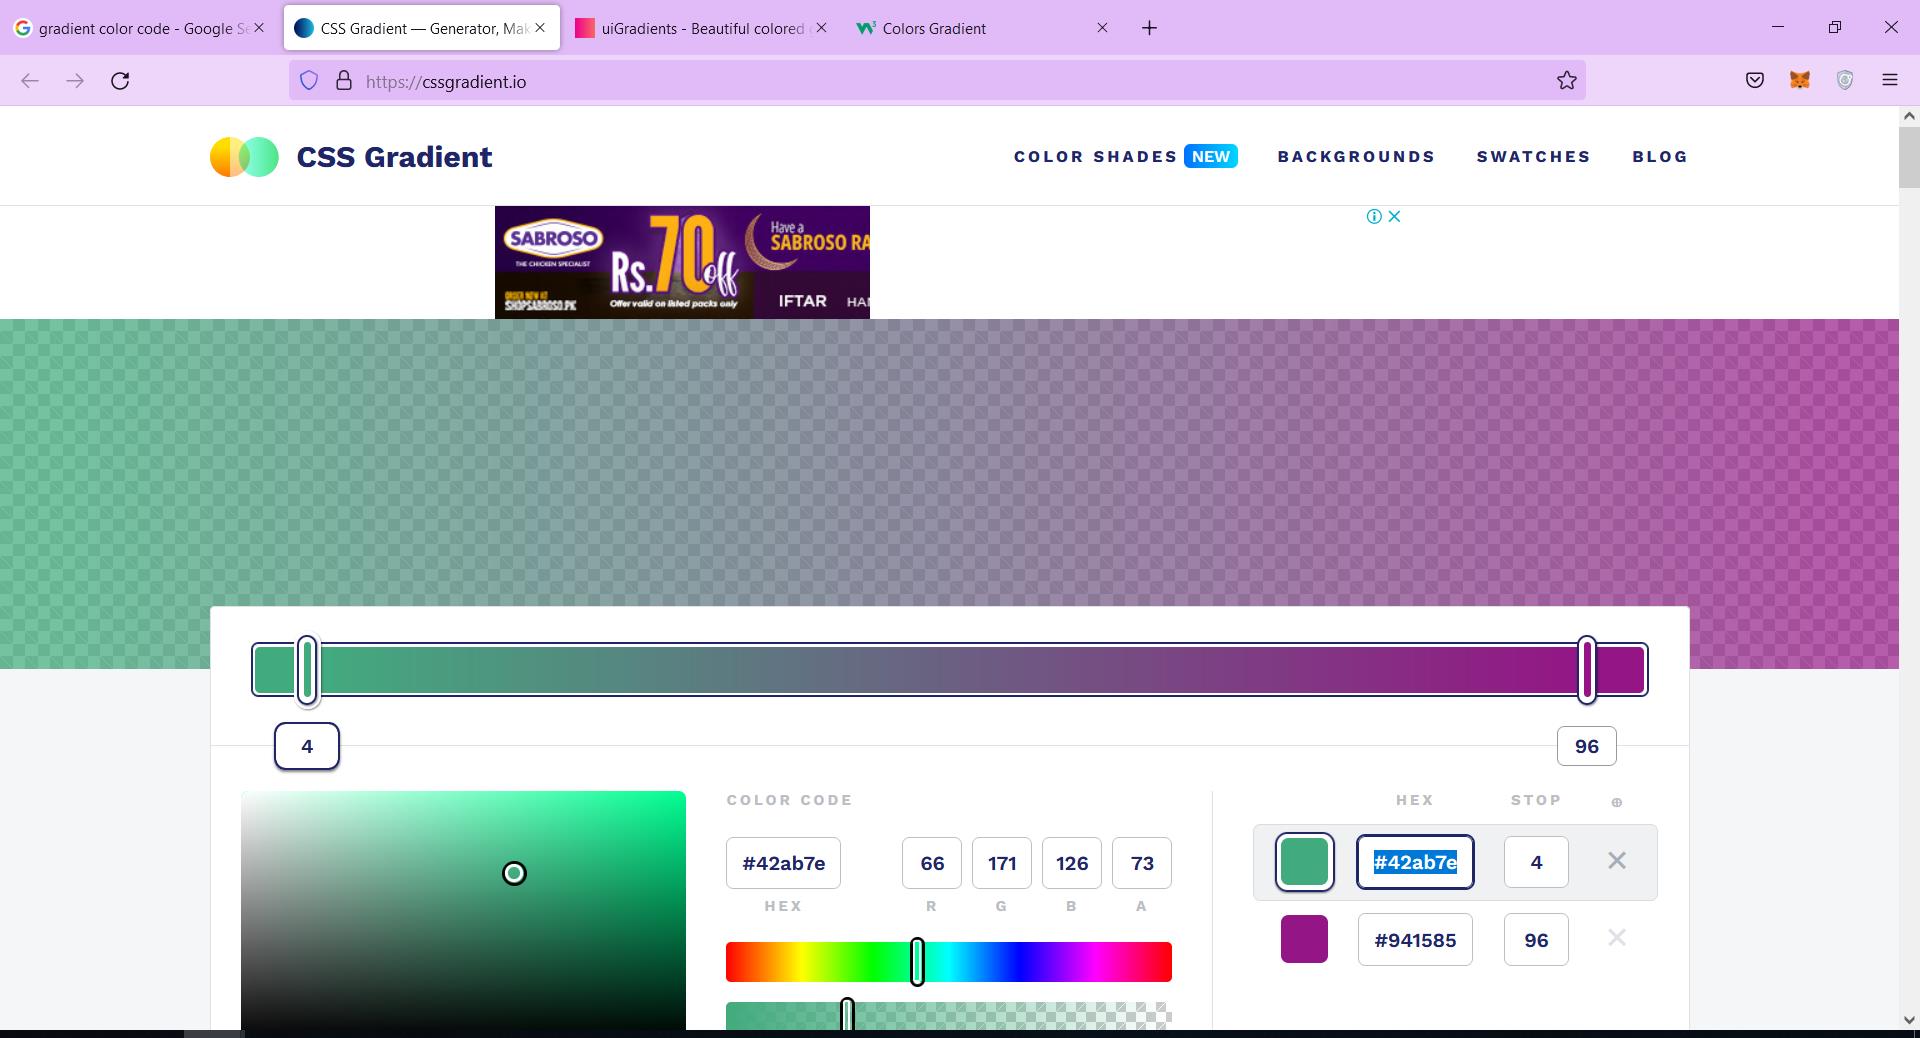 gradient color code - Google Se
CSS Gradient — Generator, Mak
uiGradients - Beautiful colored
Colors Gradient
https://cssgradient.io
CSS Gradient
COLOR SHADES NEW
BACKGROUNDS
SWATCHES
BLOG
SABROSO
THE CHICKEN SPECIALIST
ORDER NOW AT
SHOPSABROSO.PK
Rs.70off
Offer valid on listed packs only
Have a
SABROSO RA
IFTAR HAN
4
96
COLOR CODE
#42ab7e 66 171 126 73
HEX R G B A
HEX STOP
#42ab7e 4
#941585 96